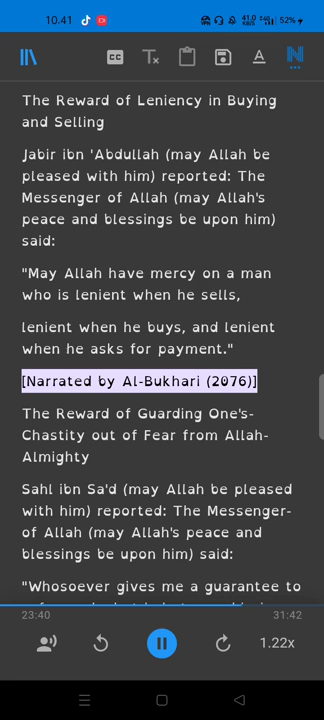 10.41
52%
CC
The Reward of Leniency in Buying
and Selling
Jabir ibn 'Abdullah (may Allah be
pleased with him) reported: The
Messenger of Allah (may Allah's
peace and blessings be upon him)
said:
"May Allah have mercy on a man
who is lenient when he sells,
lenient when he buys, and lenient
when he asks for payment."
[Narrated by Al-Bukhari (2076)]
The Reward of Guarding One's-
Chastity out of Fear from Allah-
Almighty
Sahl ibn Sa'd (may Allah be pleased
with him) reported: The Messenger-
of Allah (may Allah's peace and
blessings be upon him) said:
"Whosoever gives me a guarantee to
23:40
31:42
1.22x